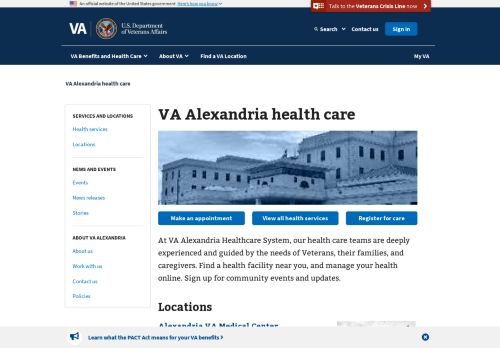 An official website of the United States government Here's how you know
Talk to the Veterans Crisis Line now
VA
U.S. Department
of Veterans Affairs
Search
Contact us
Sign in
VA Benefits and Health Care
About VA
Find a VA Location
My VA
VA Alexandria health care
SERVICES AND LOCATIONS
Health services
Locations
NEWS AND EVENTS
Events
News releases
Stories
ABOUT VA ALEXANDRIA
About us
Work with us
Contact us
Policies
VA Alexandria health care
Make an appointment
View all health services
Register for care
At VA Alexandria Healthcare System, our health care teams are deeply
experienced and guided by the needs of Veterans, their families, and
caregivers. Find a health facility near you, and manage your health
online. Sign up for community events and updates.
Locations
Alexandria VA Medical Center
Learn what the PACT Act means for your VA benefits